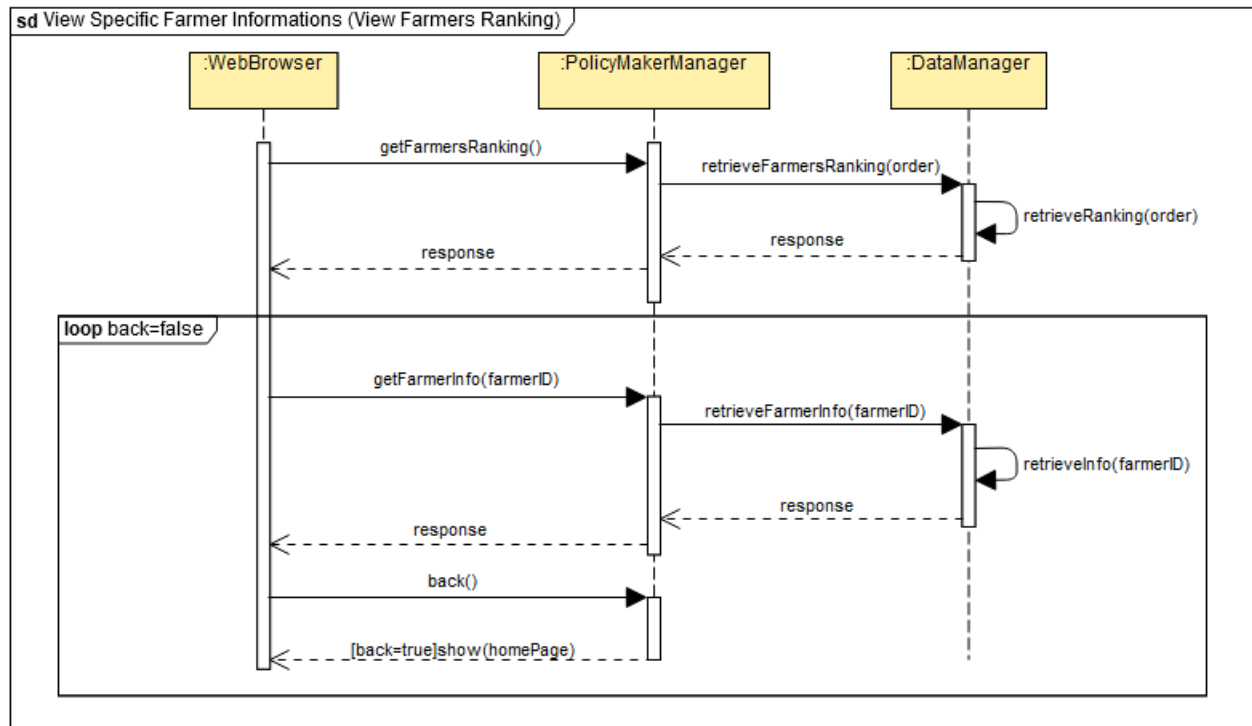 sd View Specific Farmer Informations (View Farmers Ranking)
:WebBrowser
:PolicyMakerManager
:DataManager
getFarmersRanking()
retrieveFarmersRanking(order)
retrieveRanking(order)
response
response
loop back=false
getFarmerInfo(farmerID)
retrieveFarmerInfo(farmerID)
retrieveInfo(farmerID)
response
response
back()
[back=true]show(homePage)